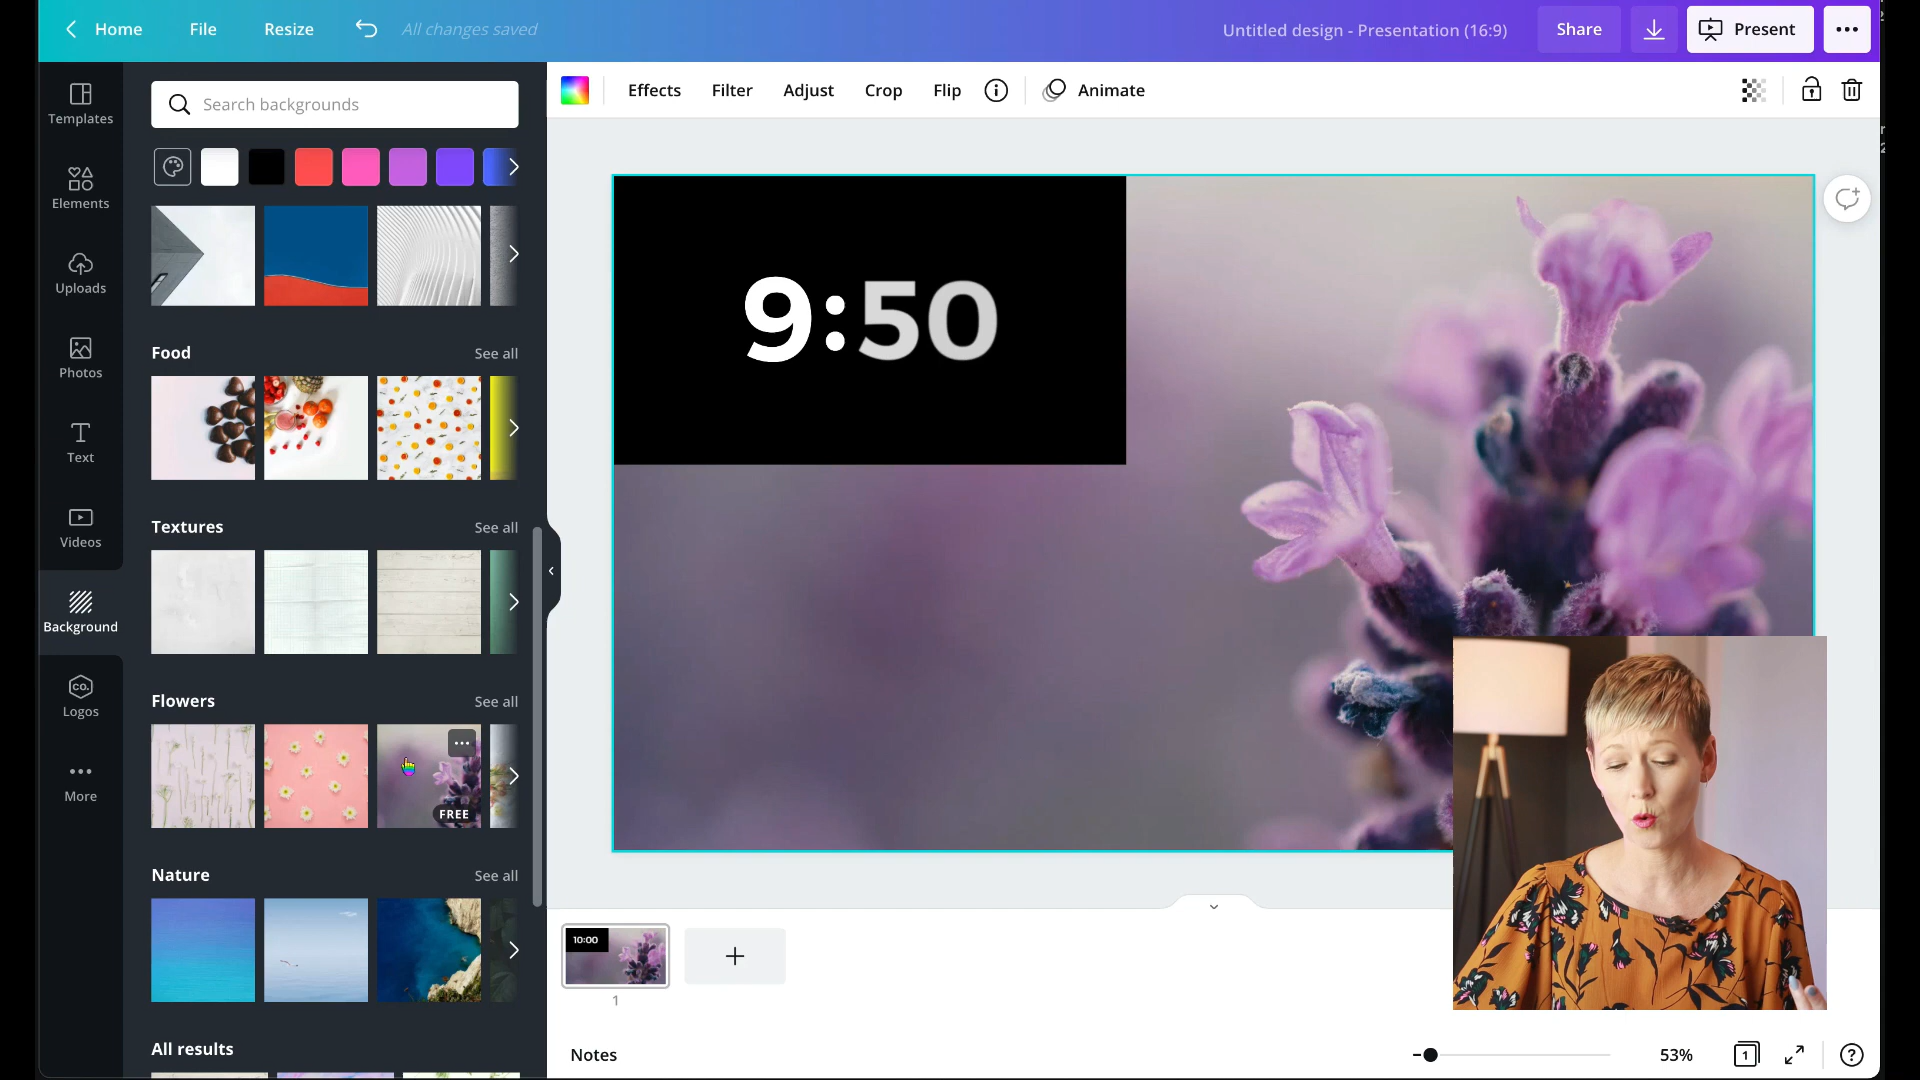 Home
File
Resize
All changes saved
Untitled design - Presentation (16:9)
Share
Present
Templates
Elements
Uploads
Photos
Text
Videos
Background
CO.
Logos
More
Search backgrounds
Food
See all
Textures
See all
Flowers
See all
FREE
Nature
See all
All results
Effects
Filter
Adjust
Crop
Flip
Animate
9:50
10:00
1
Notes
53%
1